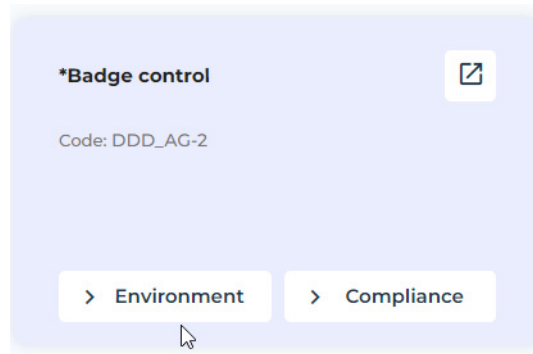 *Badge control
Code: DDD_AG-2
Environment
Compliance